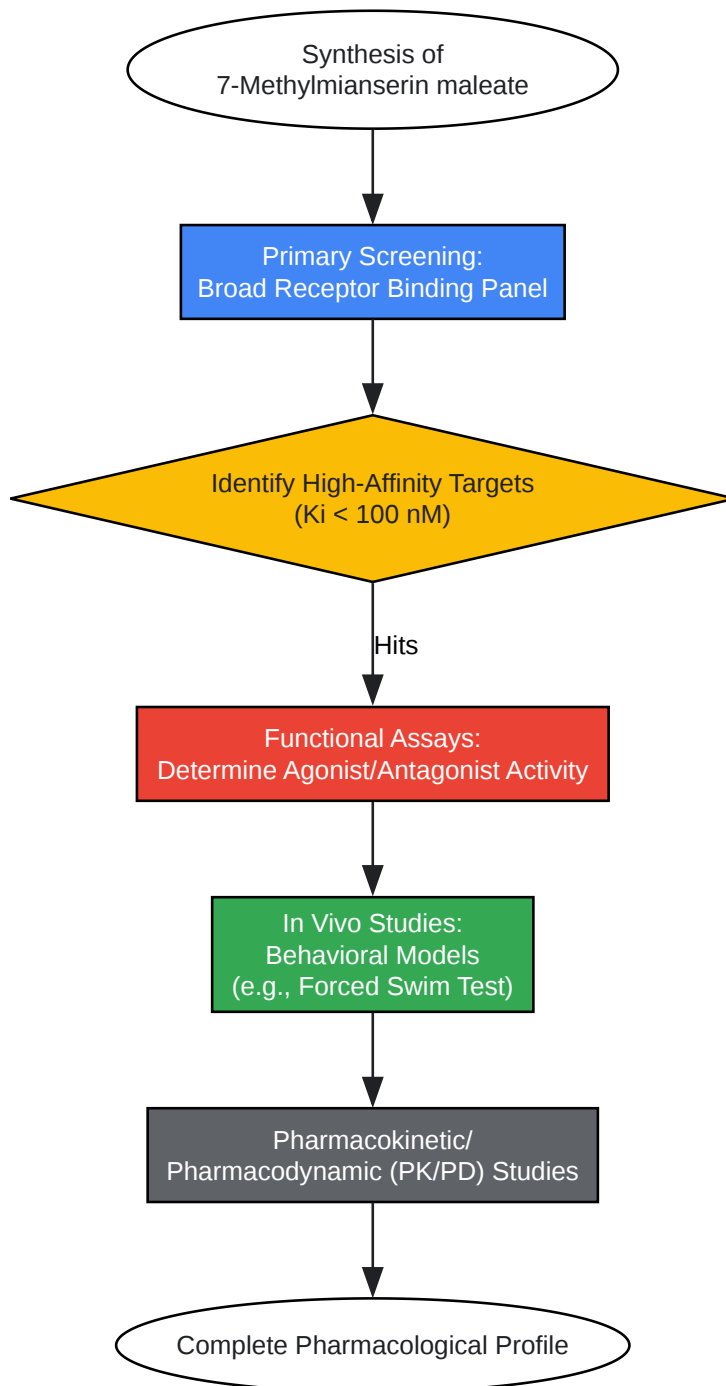 Synthesis of
7-Methylmianserin maleate
Primary Screening:
Broad Receptor Binding Panel
Identify High-Affinity Targets
(Ki < 100 nM)
Hits
Functional Assays:
Determine Agonist/Antagonist Activity
In Vivo Studies:
Behavioral Models
(e.g., Forced Swim Test)
Pharmacokinetic/
Pharmacodynamic (PK/PD) Studies
Complete Pharmacological Profile